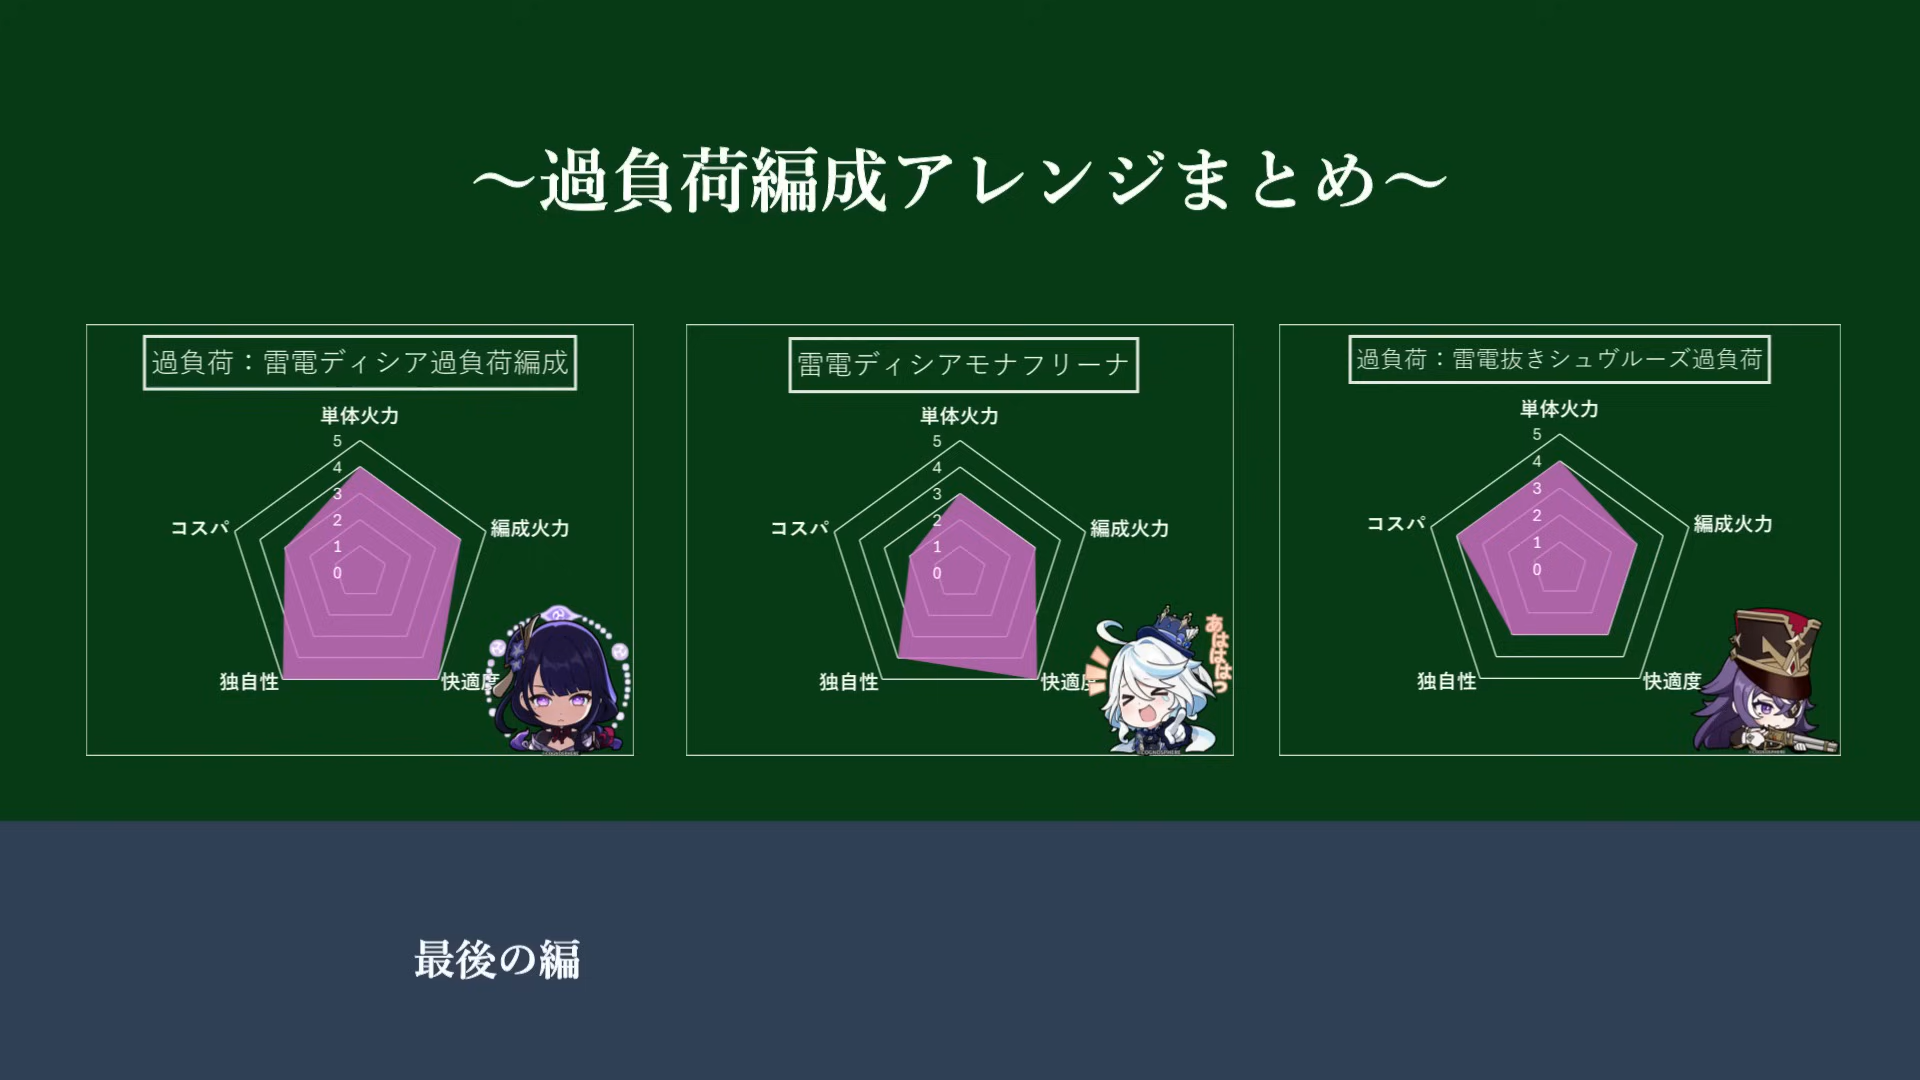 ～過負荷編成アレンジまとめ～
過負荷：雷電ディシア過負荷編成
単体火力
5
4
3
2
1
0
コスパ
編成火力
独自性
快適度
雷電ディシアモナフリーナ
単体火力
5
4
3
2
1
0
コスパ
編成火力
独自性
快適度
あはははっ
過負荷：雷電抜きシュヴルーズ過負荷
単体火力
5
4
3
2
1
0
コスパ
編成火力
独自性
快適度
最後の編